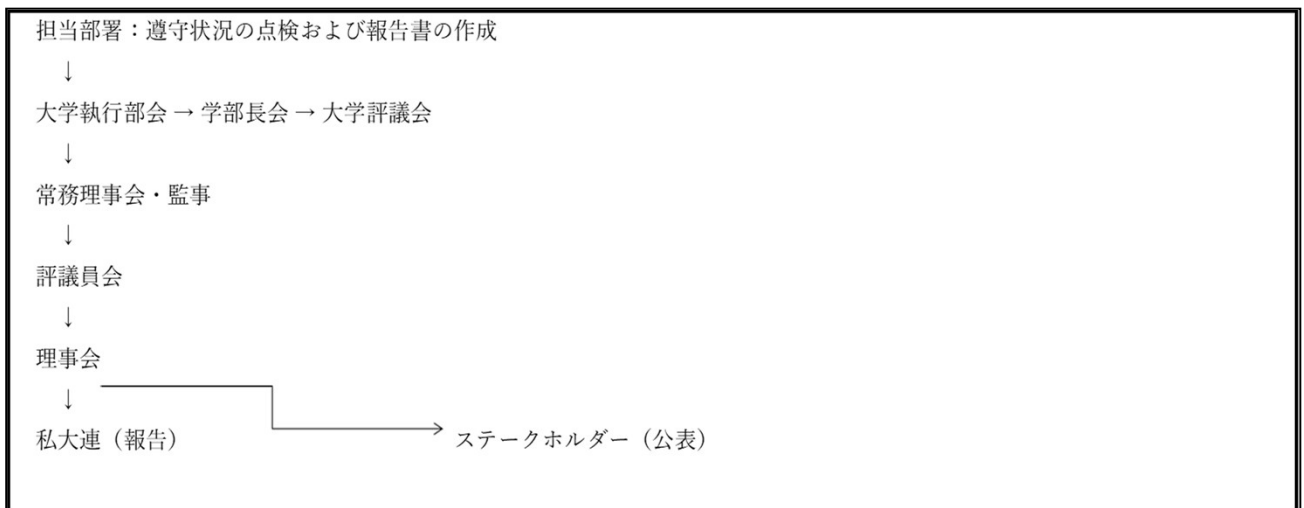 担当部署：遵守状況の点検および報告書の作成
↓
大学執行部会 → 学部長会 → 大学評議会
↓
常務理事会・監事
↓
評議員会
↓
理事会
↓
私大連（報告） ステークホルダー（公表）